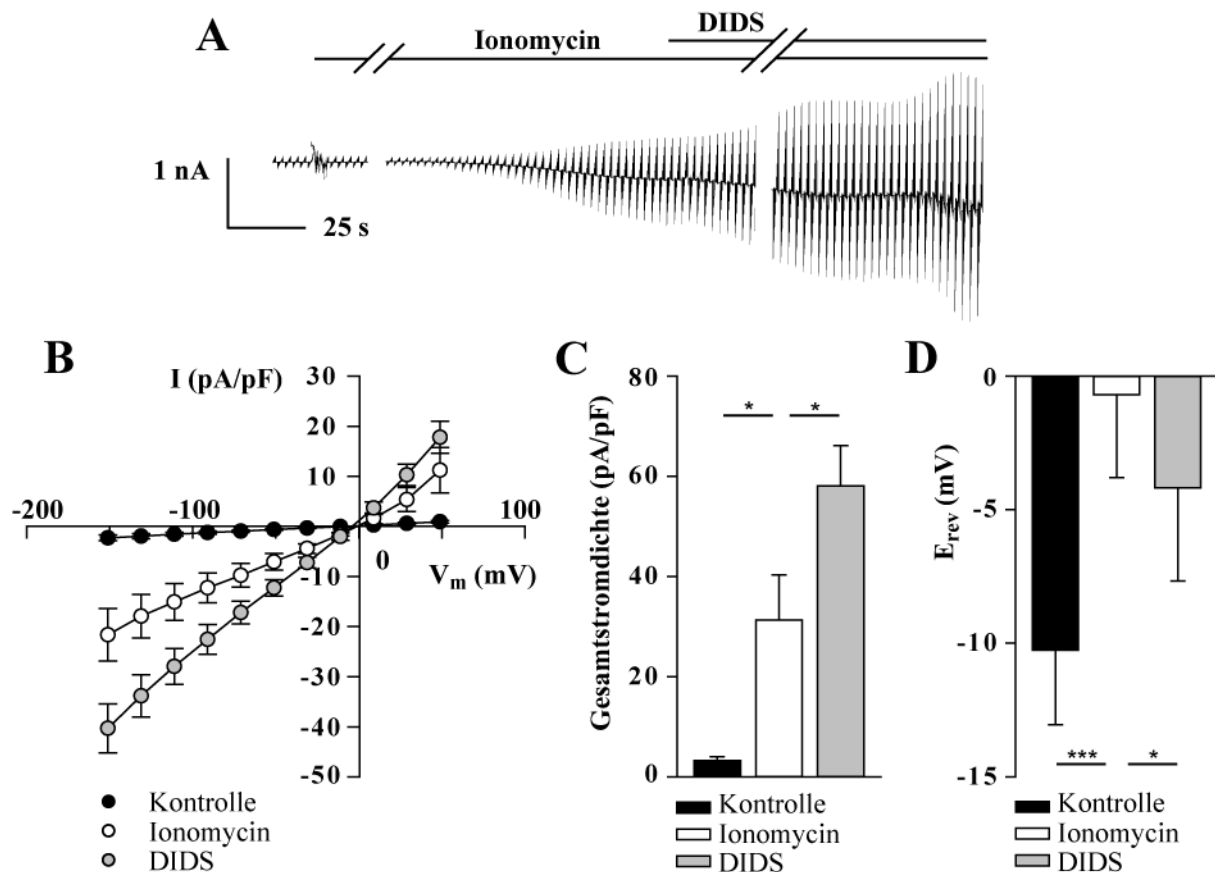 A
Ionomycin
DIDS
1 nA
25 s
B
I (pA/pF)
30
20
10
-200
-100
0
100
V_m (mV)
-10
-20
-30
-40
-50
Kontrolle
Ionomycin
DIDS
C
Gesamtstromdichte (pA/pF)
80
60
40
20
0
*
*
Kontrolle
Ionomycin
DIDS
D
E_rev (mV)
0
-5
-10
-15
***
*
Kontrolle
Ionomycin
DIDS